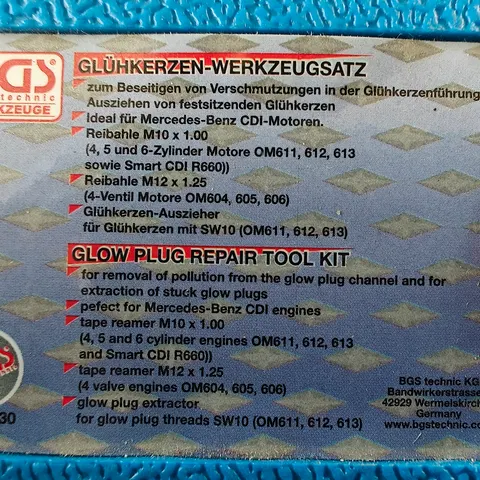 GS
technic
KZEUGE
GLÜHKERZEN-WERKZEUGSATZ
zum Beseitigen von Verschmutzungen in der Glühkerzenführung
Ausziehen von festsitzenden Glühkerzen
Ideal für Mercedes-Benz CDI-Motoren.
Reibahle M10 x 1.00
(4, 5 und 6-Zylinder Motore OM611, 612, 613
sowie Smart CDI R660))
Reibahle M12 x 1.25
(4-Ventil Motore OM604, 605, 606)
Glühkerzen-Auszieher
für Glühkerzen mit SW10 (OM611, 612, 613)
GLOW PLUG REPAIR TOOL KIT
for removal of pollution from the glow plug channel and for
extraction of stuck glow plugs
pefect for Mercedes-Benz CDI engines
tape reamer M10 x 1.00
(4, 5 and 6 cylinder engines OM611, 612, 613
and Smart CDI R660))
tape reamer M12 x 1.25
(4 valve engines OM604, 605, 606)
glow plug extractor
for glow plug threads SW10 (OM611, 612, 613)
30
BGS technic KG
Bandwirkerstrasse
42929 Wermelskirch
Germany
www.bgstechnic.co